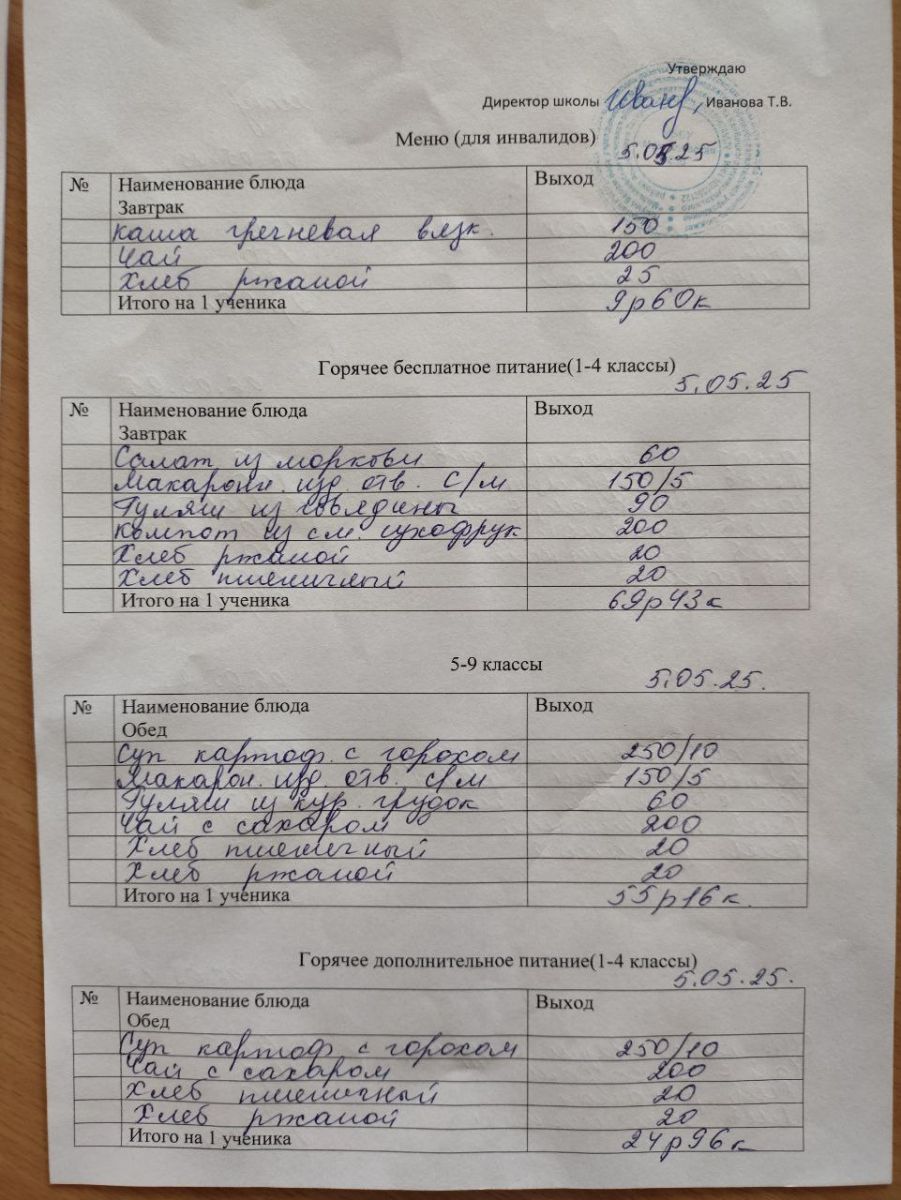 Утверждаю
Директор школы Иванова Т.В.
Меню (для инвалидов)
5.05.25
№ Наименование блюда Выход
Завтрак
Каша гречневая вязк. 150
Чай 200
Хлеб ржаной 25
Итого на 1 ученика 9р60к
Горячее бесплатное питание(1-4 классы)
5.05.25
№ Наименование блюда Выход
Завтрак
Салат из моркови 60
Макарон. изд. отв. с/м 150/5
Гуляш из говядины 90
Компот из см. сухофрук 200
Хлеб ржаной 20
Хлеб пшеничный 20
Итого на 1 ученика 69р43к
5-9 классы
5.05.25.
№ Наименование блюда Выход
Обед
Суп картоф. с горохом 250/10
Макарон. изд. отв. с/м 150/5
Гуляш из кур. грудок 60
Чай с сахаром 200
Хлеб пшеничный 20
Хлеб ржаной 20
Итого на 1 ученика 55р16к.
Горячее дополнительное питание(1-4 классы)
5.05.25.
№ Наименование блюда Выход
Обед
Суп картоф. с горохом 250/10
Чай с сахаром 200
Хлеб пшеничный 20
Хлеб ржаной 20
Итого на 1 ученика 24р96к